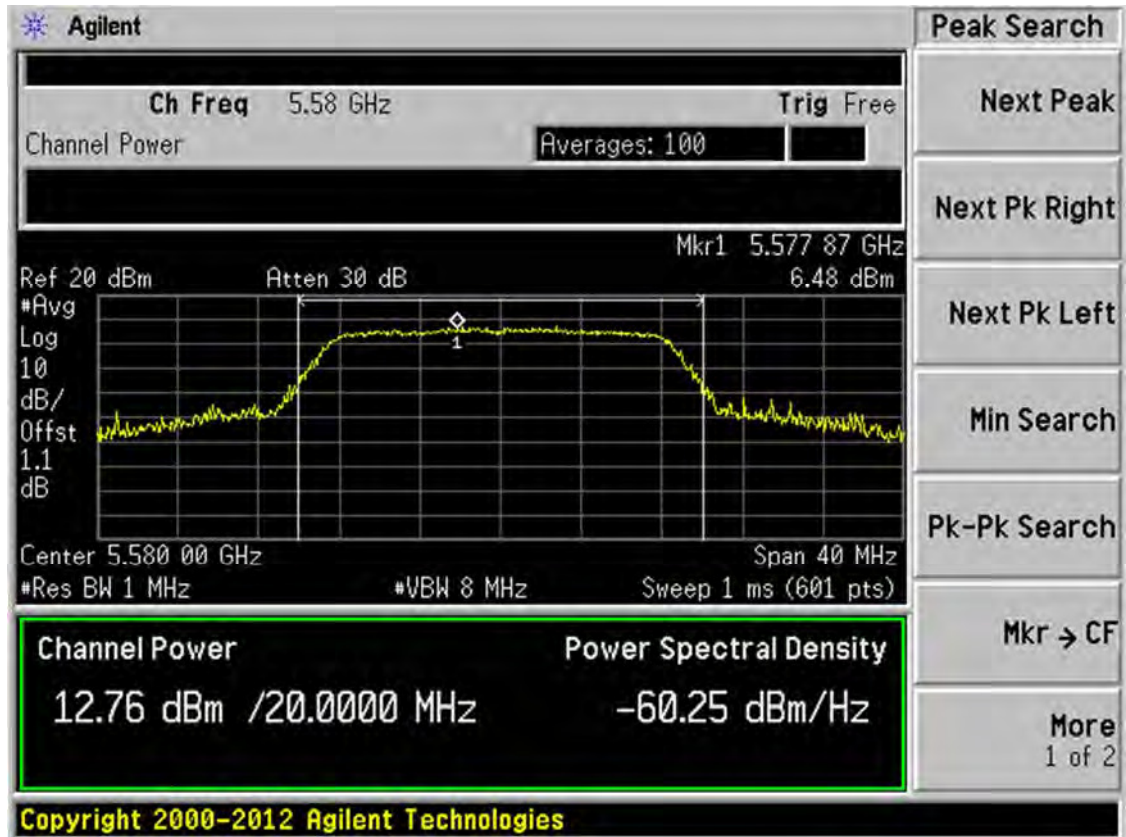 Agilent
Peak Search
Ch Freq 5.58 GHz Trig Free
Channel Power Averages: 100
Mkr1 5.577 87 GHz
Ref 20 dBm Atten 30 dB 6.48 dBm
#Avg
Log
10
dB/
Offst
1.1
dB
1
Center 5.580 00 GHz Span 40 MHz
#Res BW 1 MHz #VBW 8 MHz Sweep 1 ms (601 pts)
Channel Power Power Spectral Density
12.76 dBm /20.0000 MHz -60.25 dBm/Hz
Copyright 2000-2012 Agilent Technologies
Next Peak
Next Pk Right
Next Pk Left
Min Search
Pk-Pk Search
Mkr → CF
More
1 of 2